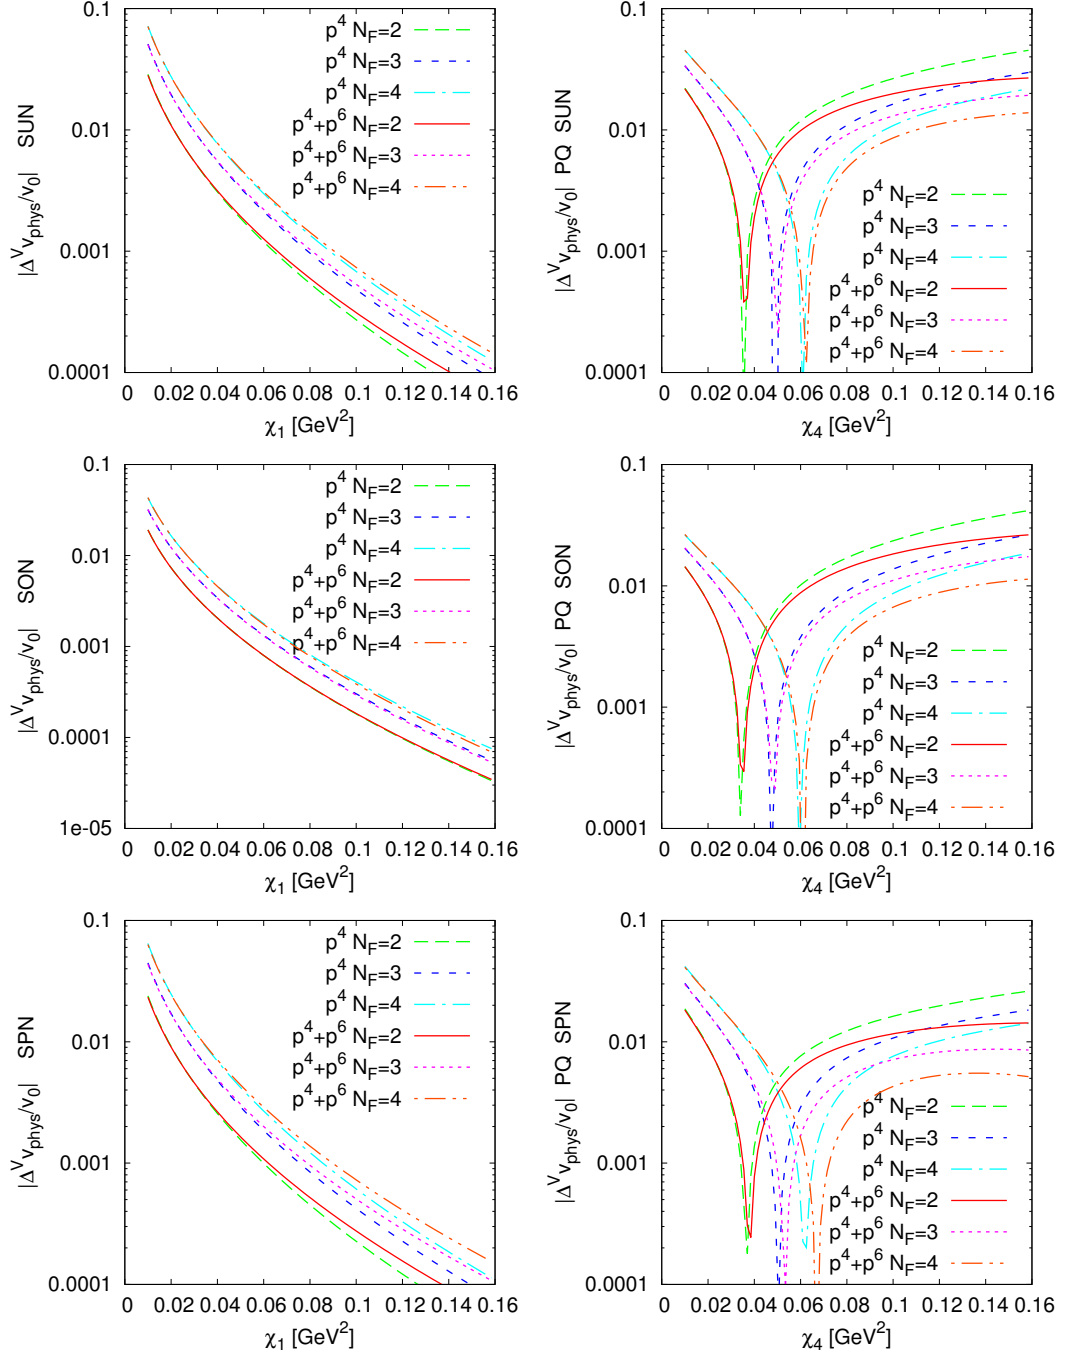 0.1
0.01
0.001
0.0001
|Δ^V v_phys/v_0| SUN
p^4 N_F=2
p^4 N_F=3
p^4 N_F=4
p^4+p^6 N_F=2
p^4+p^6 N_F=3
p^4+p^6 N_F=4
0 0.02 0.04 0.06 0.08 0.1 0.12 0.14 0.16
χ_1 [GeV^2]
0.1
0.01
0.001
0.0001
|Δ^V v_phys/v_0| PQ SUN
p^4 N_F=2
p^4 N_F=3
p^4 N_F=4
p^4+p^6 N_F=2
p^4+p^6 N_F=3
p^4+p^6 N_F=4
0 0.02 0.04 0.06 0.08 0.1 0.12 0.14 0.16
χ_4 [GeV^2]
0.1
0.01
0.001
0.0001
1e-05
|Δ^V v_phys/v_0| SON
p^4 N_F=2
p^4 N_F=3
p^4 N_F=4
p^4+p^6 N_F=2
p^4+p^6 N_F=3
p^4+p^6 N_F=4
0 0.02 0.04 0.06 0.08 0.1 0.12 0.14 0.16
χ_1 [GeV^2]
0.1
0.01
0.001
0.0001
|Δ^V v_phys/v_0| PQ SON
p^4 N_F=2
p^4 N_F=3
p^4 N_F=4
p^4+p^6 N_F=2
p^4+p^6 N_F=3
p^4+p^6 N_F=4
0 0.02 0.04 0.06 0.08 0.1 0.12 0.14 0.16
χ_4 [GeV^2]
0.1
0.01
0.001
0.0001
|Δ^V v_phys/v_0| SPN
p^4 N_F=2
p^4 N_F=3
p^4 N_F=4
p^4+p^6 N_F=2
p^4+p^6 N_F=3
p^4+p^6 N_F=4
0 0.02 0.04 0.06 0.08 0.1 0.12 0.14 0.16
χ_1 [GeV^2]
0.1
0.01
0.001
0.0001
|Δ^V v_phys/v_0| PQ SPN
p^4 N_F=2
p^4 N_F=3
p^4 N_F=4
p^4+p^6 N_F=2
p^4+p^6 N_F=3
p^4+p^6 N_F=4
0 0.02 0.04 0.06 0.08 0.1 0.12 0.14 0.16
χ_4 [GeV^2]